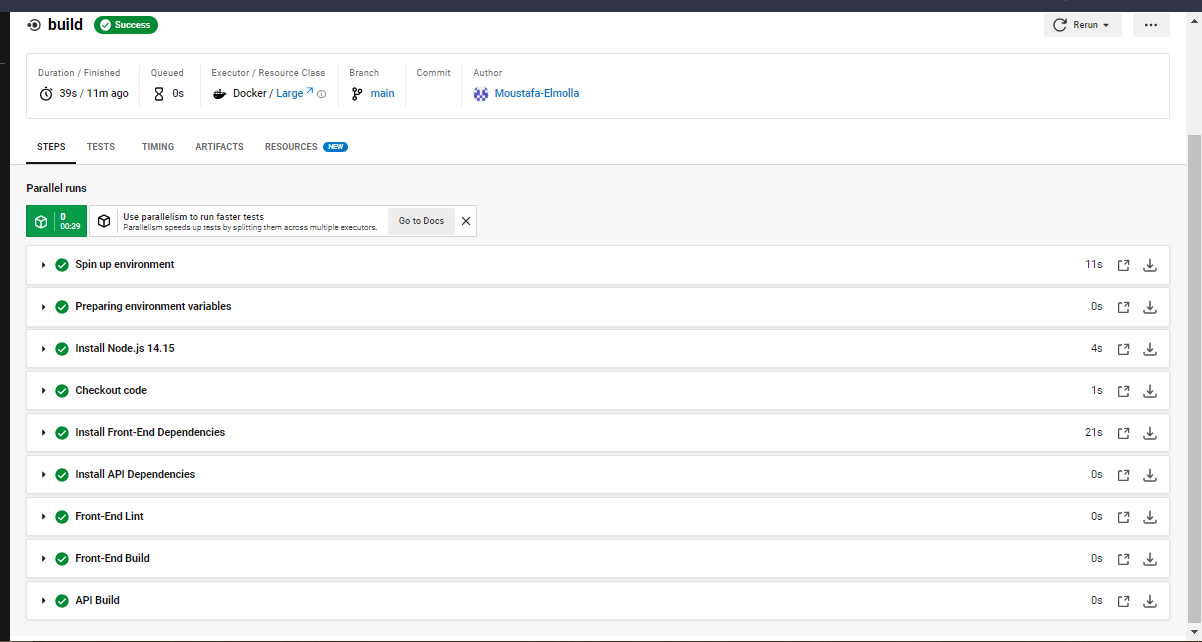 build Success Rerun
Duration / Finished Queued Executor / Resource Class Branch Commit Author
39s / 11m ago 0s Docker / Large main Moustafa-Elmolla
STEPS TESTS TIMING ARTIFACTS RESOURCES NEW
Parallel runs
0
00:39
Use parallelism to run faster tests
Parallelism speeds up tests by splitting them across multiple executors.
Go to Docs
Spin up environment 11s
Preparing environment variables 0s
Install Node.js 14.15 4s
Checkout code 1s
Install Front-End Dependencies 21s
Install API Dependencies 0s
Front-End Lint 0s
Front-End Build 0s
API Build 0s